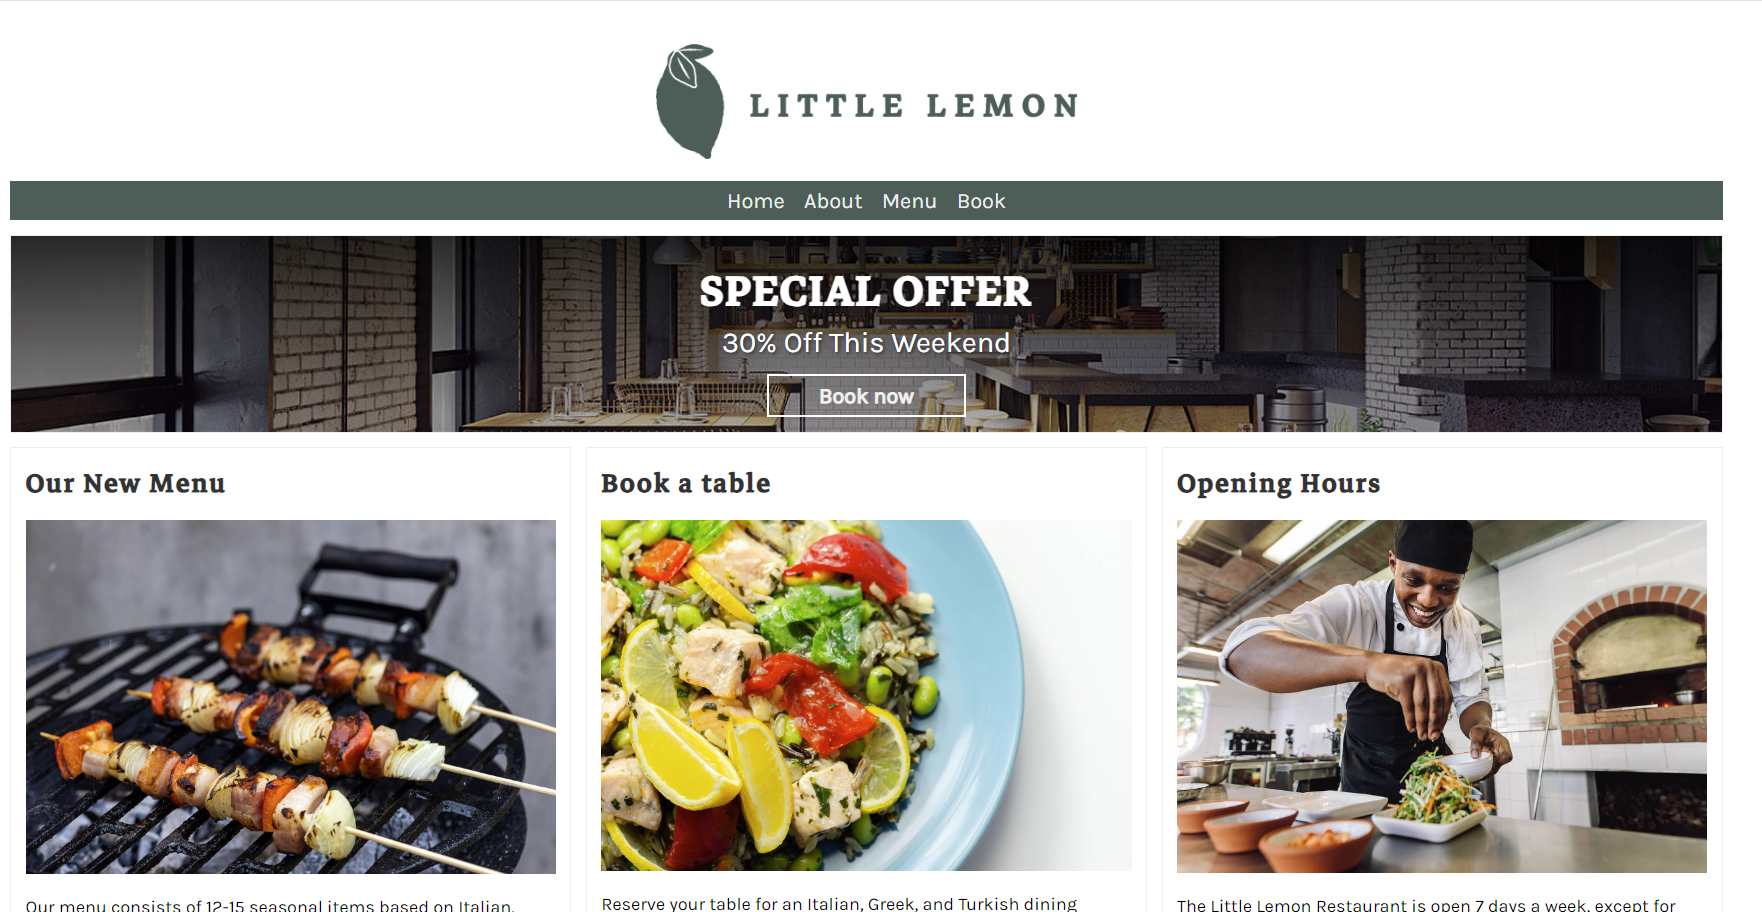 LITTLE LEMON
Home About Menu Book
SPECIAL OFFER
30% Off This Weekend
Book now
Our New Menu
Book a table
Opening Hours
Our menu consists of 12-15 seasonal items based on Italian,
Reserve your table for an Italian, Greek, and Turkish dining
The Little Lemon Restaurant is open 7 days a week, except for